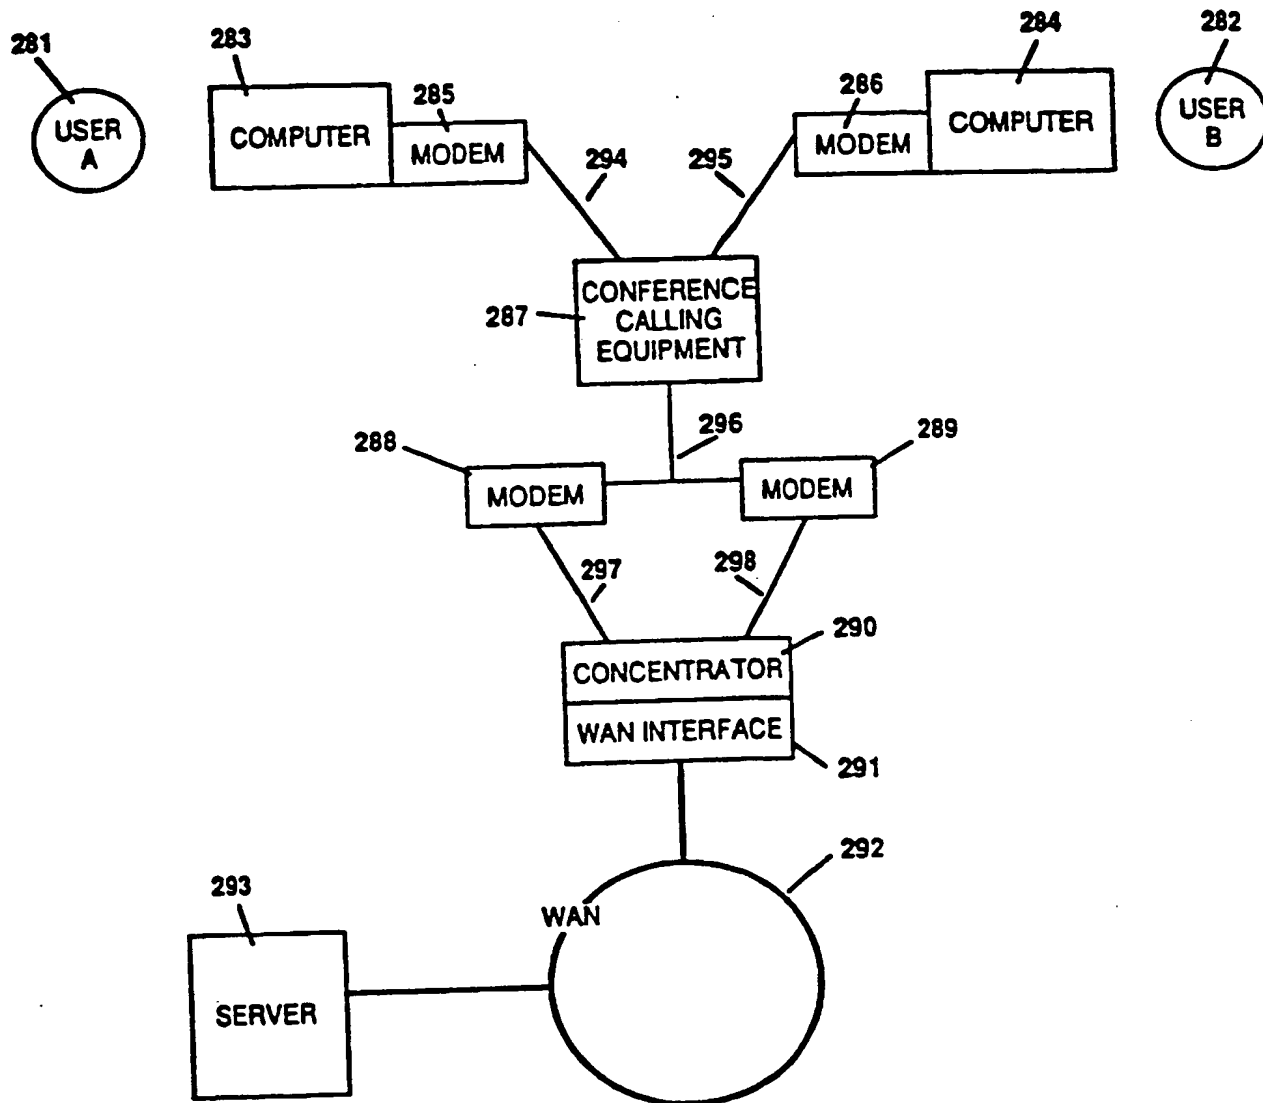 281
283
284
282
285
286
USER
A
COMPUTER
MODEM
MODEM
COMPUTER
USER
B
294
295
287
CONFERENCE
CALLING
EQUIPMENT
288
296
289
MODEM
MODEM
297
298
290
CONCENTRATOR
WAN INTERFACE
291
292
293
WAN
SERVER